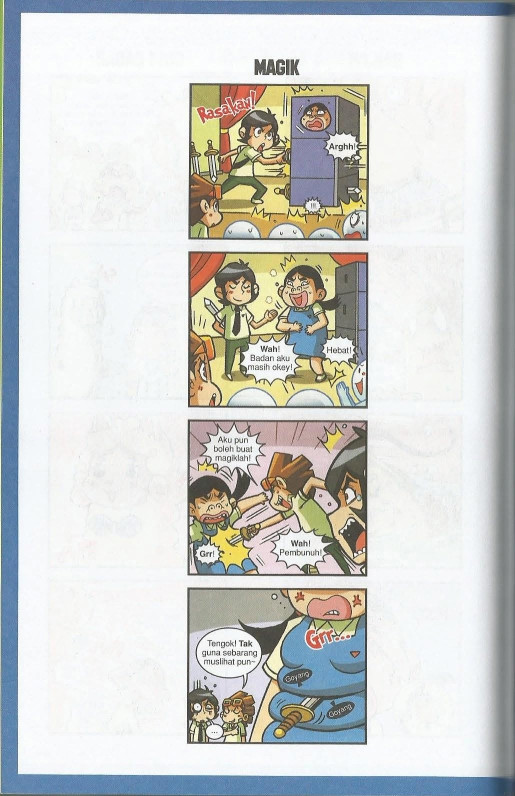 MAGIK
Rasakan!
Arghh!
!!!
Wah!
Badan aku
masih okey!
Hebat!
Aku pun
boleh buat
magiklah!
Grr!
Wah!
Pembunuh!
Tengok! Tak
guna sebarang
muslihat pun~
Grr...
Goyang
Goyang
...